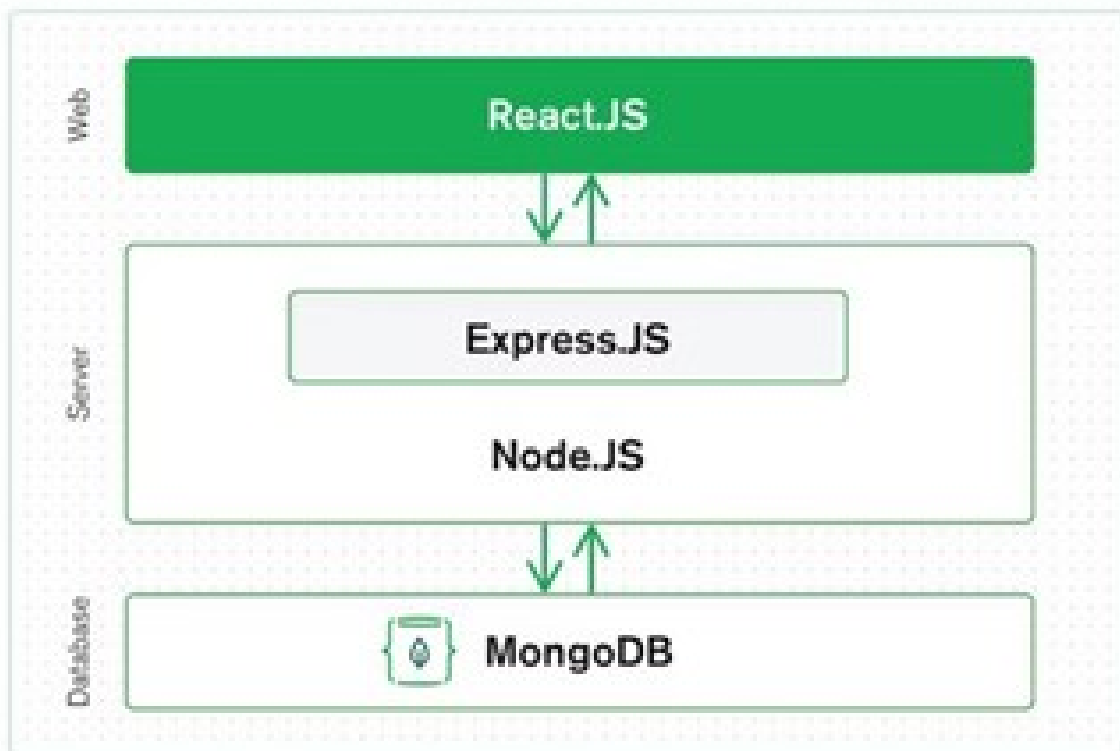 Web
React.JS
Server
Express.JS
Node.JS
Database
MongoDB